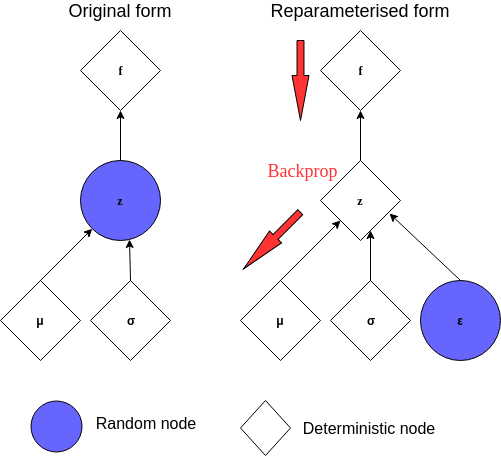 Original form
Reparameterised form
f
f
Backprop
z
z
μ
σ
μ
σ
ε
Random node
Deterministic node